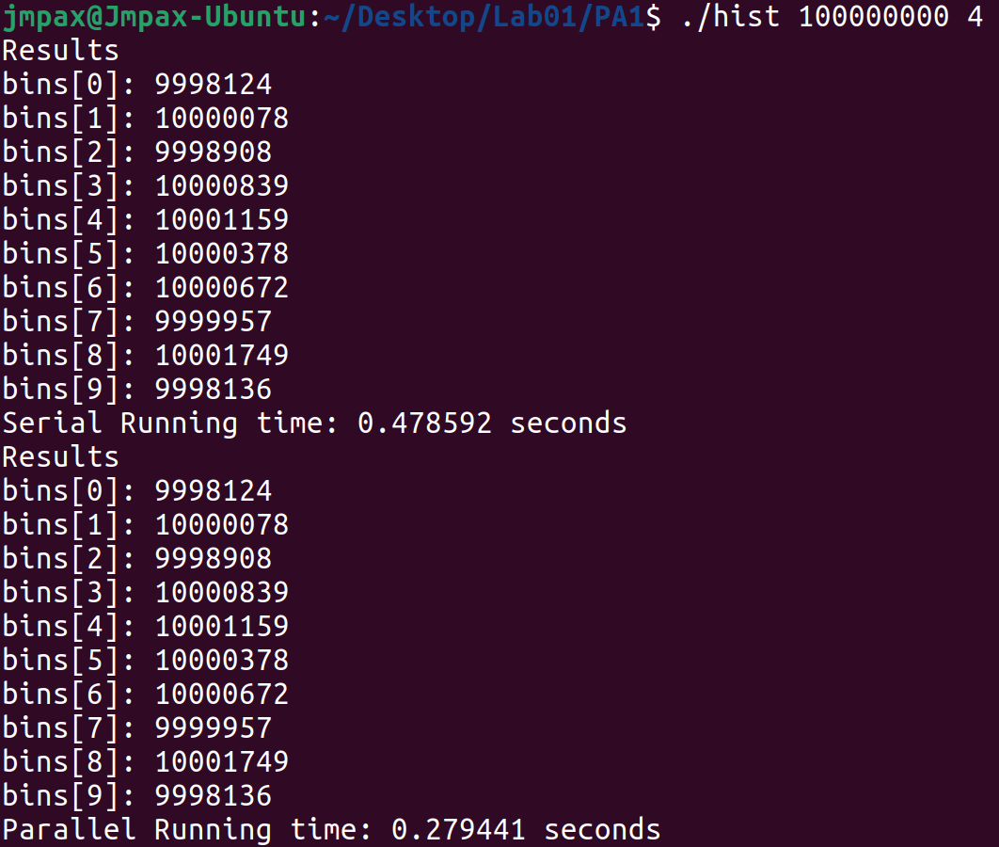 jmpax@Jmpax-Ubuntu:~/Desktop/Lab01/PA1$ ./hist 100000000 4
Results
bins[0]: 9998124
bins[1]: 10000078
bins[2]: 9998908
bins[3]: 10000839
bins[4]: 10001159
bins[5]: 10000378
bins[6]: 10000672
bins[7]: 9999957
bins[8]: 10001749
bins[9]: 9998136
Serial Running time: 0.478592 seconds
Results
bins[0]: 9998124
bins[1]: 10000078
bins[2]: 9998908
bins[3]: 10000839
bins[4]: 10001159
bins[5]: 10000378
bins[6]: 10000672
bins[7]: 9999957
bins[8]: 10001749
bins[9]: 9998136
Parallel Running time: 0.279441 seconds